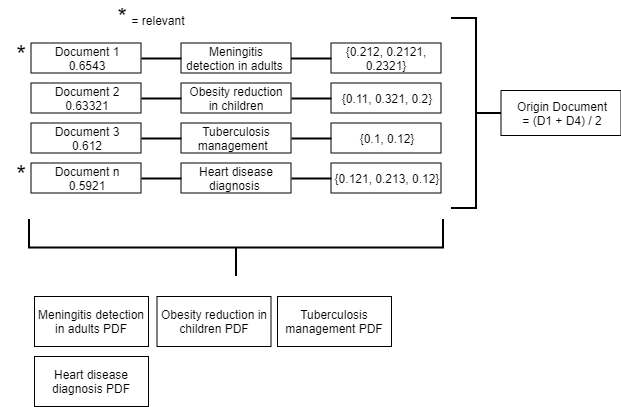 * = relevant
* Document 1
0.6543
Meningitis
detection in adults
{0.212, 0.2121,
0.2321}
Document 2
0.63321
Obesity reduction
in children
{0.11, 0.321, 0.2}
Document 3
0.612
Tuberculosis
management
{0.1, 0.12}
* Document n
0.5921
Heart disease
diagnosis
{0.121, 0.213, 0.12}
Origin Document
= (D1 + D4) / 2
Meningitis detection
in adults PDF
Obesity reduction in
children PDF
Tuberculosis
management PDF
Heart disease
diagnosis PDF